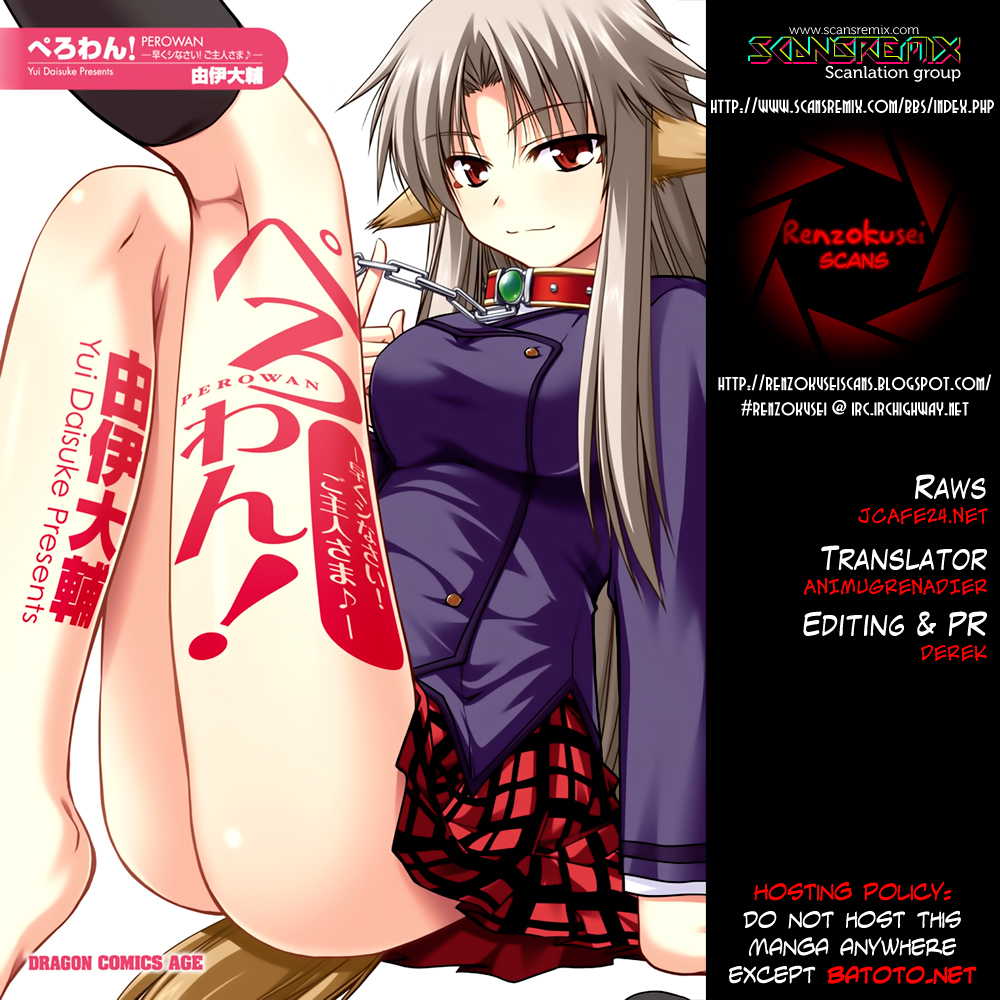 ぺろわん!
PEROWAN
—早くシなさい!ご主人さま♪—
Yui Daisuke Presents
由伊大輔
ぺろわん!
PEROWAN
—早くシなさい!
ご主人さま♪—
由伊大輔
Yui Daisuke Presents
DRAGON COMICS AGE
www.scansremix.com
SCANSREMIX
Scanlation group
HTTP://WWW.SCANSREMIX.COM/BBS/INDEX.PHP
Renzokusei
SCANS
HTTP://RENZOKUSEISCANS.BLOGSPOT.COM/
#RENZOKUSEI @ IRC.IRCHIGHWAY.NET
RAWS
JCAFE24.NET
TRANSLATOR
ANIMUGRENADIER
EDITING & PR
DEREK
HOSTING POLICY:
DO NOT HOST THIS
MANGA ANYWHERE
EXCEPT BATOTO.NET